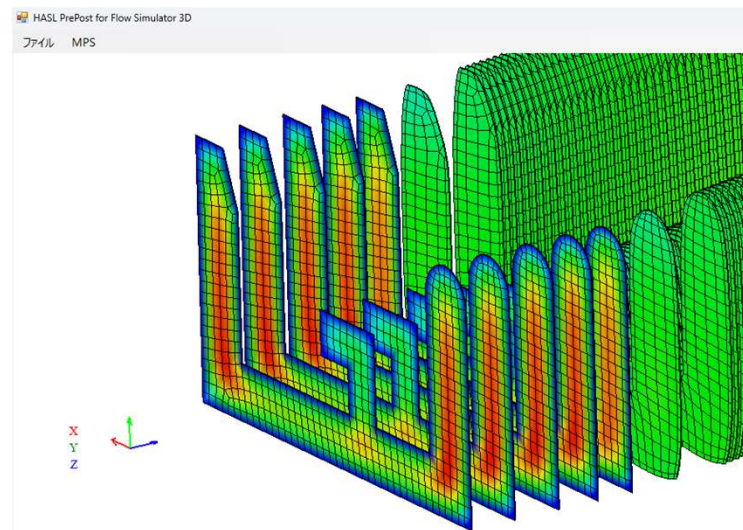 HASL PrePost for Flow Simulator 3D
ファイル MPS
X
Y
Z